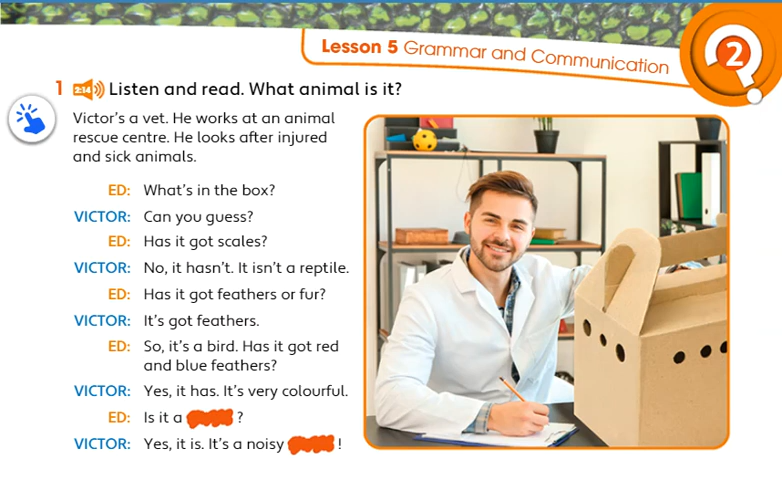 Lesson 5 Grammar and Communication
2
1 2:14 Listen and read. What animal is it?
Victor's a vet. He works at an animal
rescue centre. He looks after injured
and sick animals.
ED: What's in the box?
VICTOR: Can you guess?
ED: Has it got scales?
VICTOR: No, it hasn't. It isn't a reptile.
ED: Has it got feathers or fur?
VICTOR: It's got feathers.
ED: So, it's a bird. Has it got red
and blue feathers?
VICTOR: Yes, it has. It's very colourful.
ED: Is it a ?
VICTOR: Yes, it is. It's a noisy !